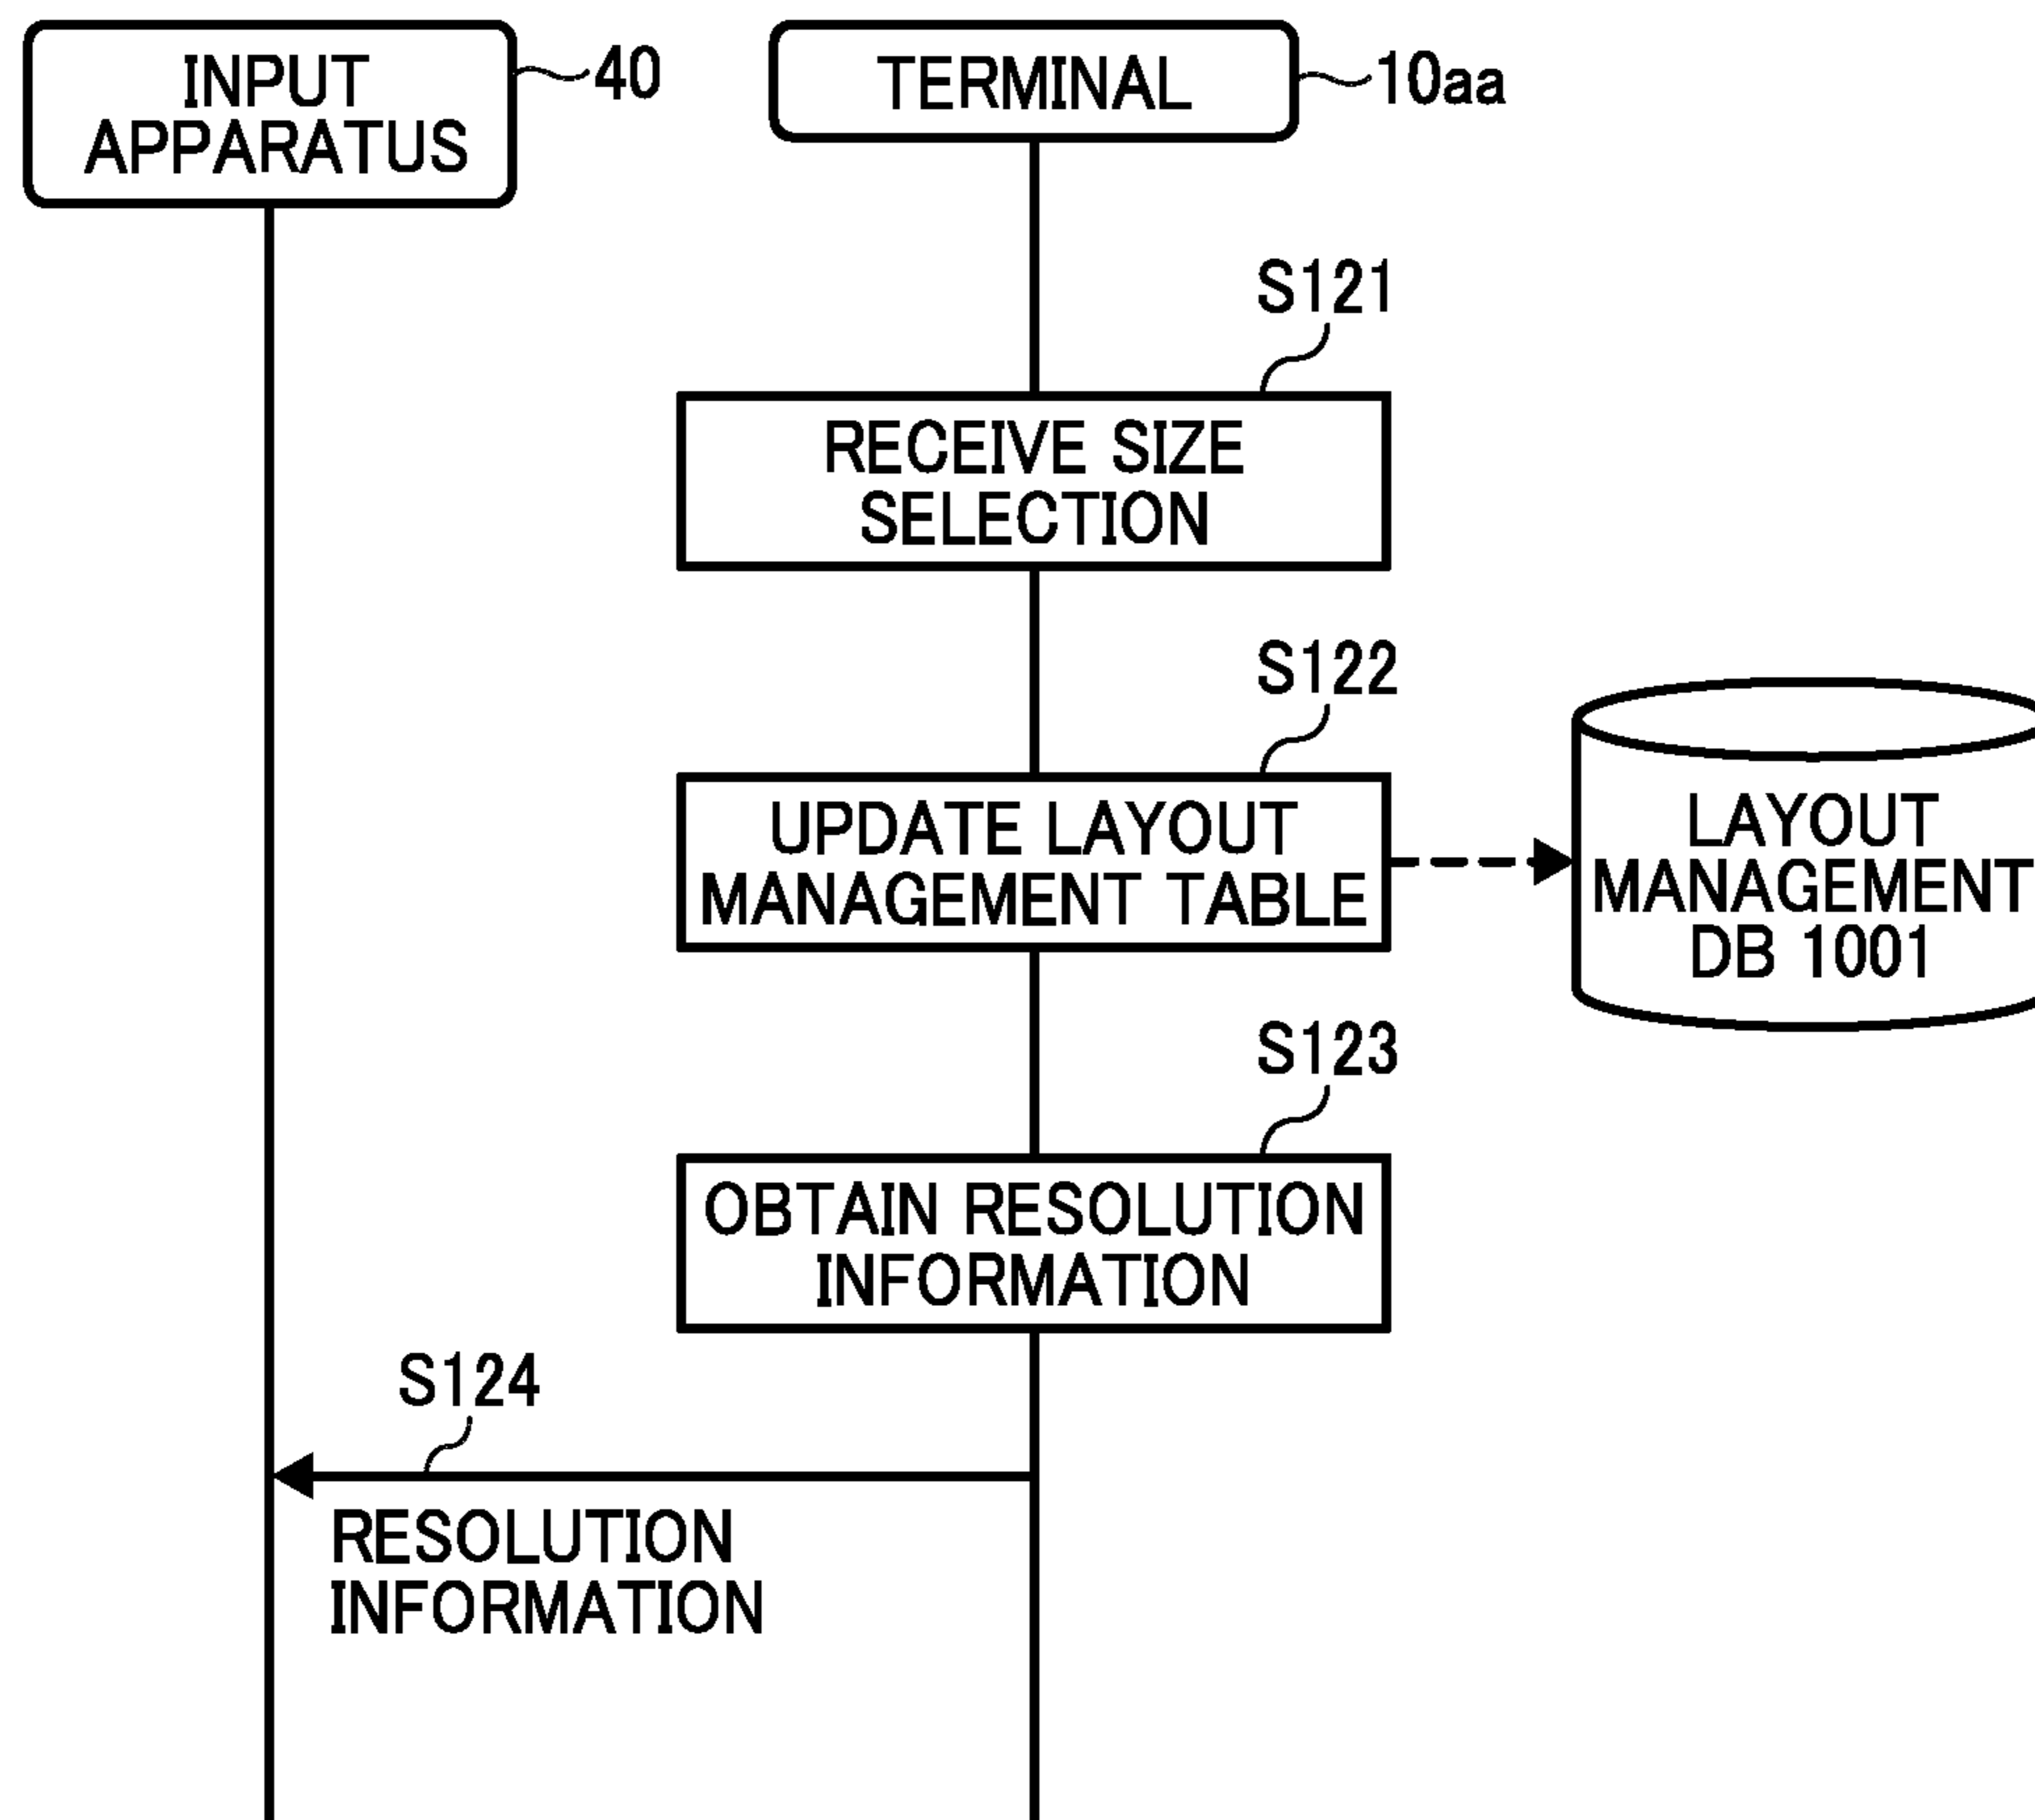 INPUT
APPARATUS
40
TERMINAL
10aa
S121
RECEIVE SIZE
SELECTION
S122
UPDATE LAYOUT
MANAGEMENT TABLE
LAYOUT
MANAGEMENT
DB 1001
S123
OBTAIN RESOLUTION
INFORMATION
S124
RESOLUTION
INFORMATION